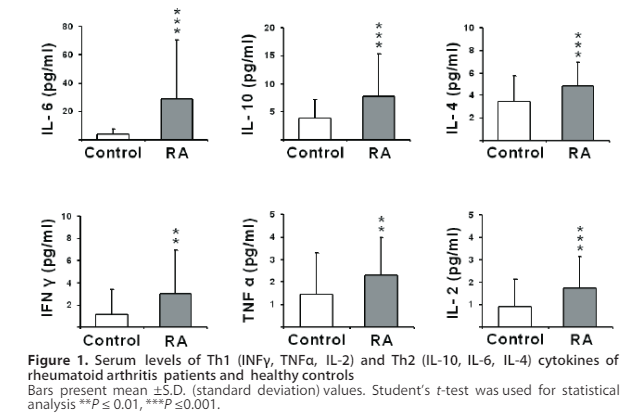 ***
***
***
IL- 6 (pg/ml)
80
60
40
20
Control RA
IL- 10 (pg/ml)
20
15
10
5
Control RA
IL- 4 (pg/ml)
10
8
6
4
2
Control RA
**
**
***
IFN γ (pg/ml)
10
8
6
4
2
Control RA
TNF α (pg/ml)
5
4
3
2
1
Control RA
IL- 2 (pg/ml)
5
4
3
2
1
Control RA
Figure 1. Serum levels of Th1 (INFγ, TNFα, IL-2) and Th2 (IL-10, IL-6, IL-4) cytokines of
rheumatoid arthritis patients and healthy controls
Bars present mean ±S.D. (standard deviation) values. Student's t-test was used for statistical
analysis **P ≤ 0.01, ***P ≤0.001.